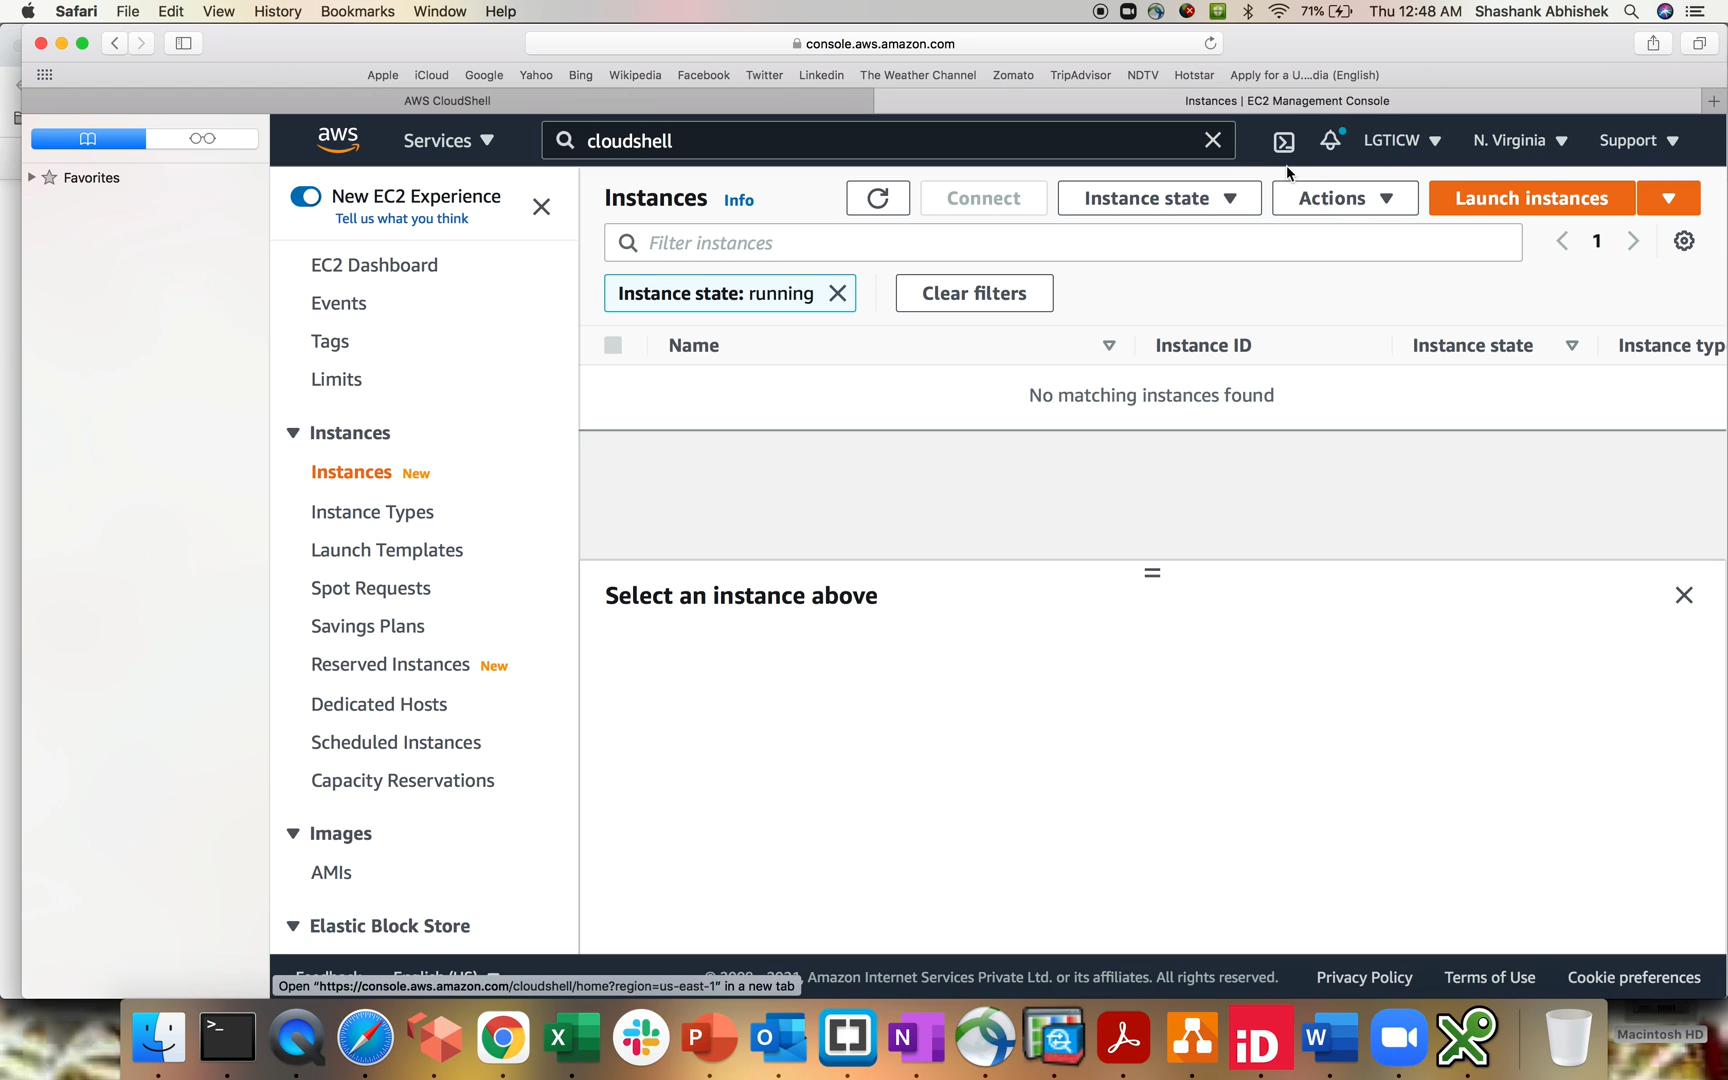 Safari File Edit View History Bookmarks Window Help 71% Thu 12:48 AM Shashank Abhishek
console.aws.amazon.com
Apple iCloud Google Yahoo Bing Wikipedia Facebook Twitter Linkedin The Weather Channel Zomato TripAdvisor NDTV Hotstar Apply for a U....dia (English)
AWS CloudShell Instances | EC2 Management Console
aws Services cloudshell LGTICW N. Virginia Support
Favorites
New EC2 Experience
Tell us what you think
EC2 Dashboard
Events
Tags
Limits
Instances
Instances New
Instance Types
Launch Templates
Spot Requests
Savings Plans
Reserved Instances New
Dedicated Hosts
Scheduled Instances
Capacity Reservations
Images
AMIs
Elastic Block Store
Instances Info Connect Instance state Actions Launch instances
Filter instances 1
Instance state: running Clear filters
Name Instance ID Instance state Instance typ
No matching instances found
Select an instance above
Amazon Internet Services Private Ltd. or its affiliates. All rights reserved. Privacy Policy Terms of Use Cookie preferences
Open "https://console.aws.amazon.com/cloudshell/home?region=us-east-1" in a new tab
>_ X P O N iD W X
Macintosh HD